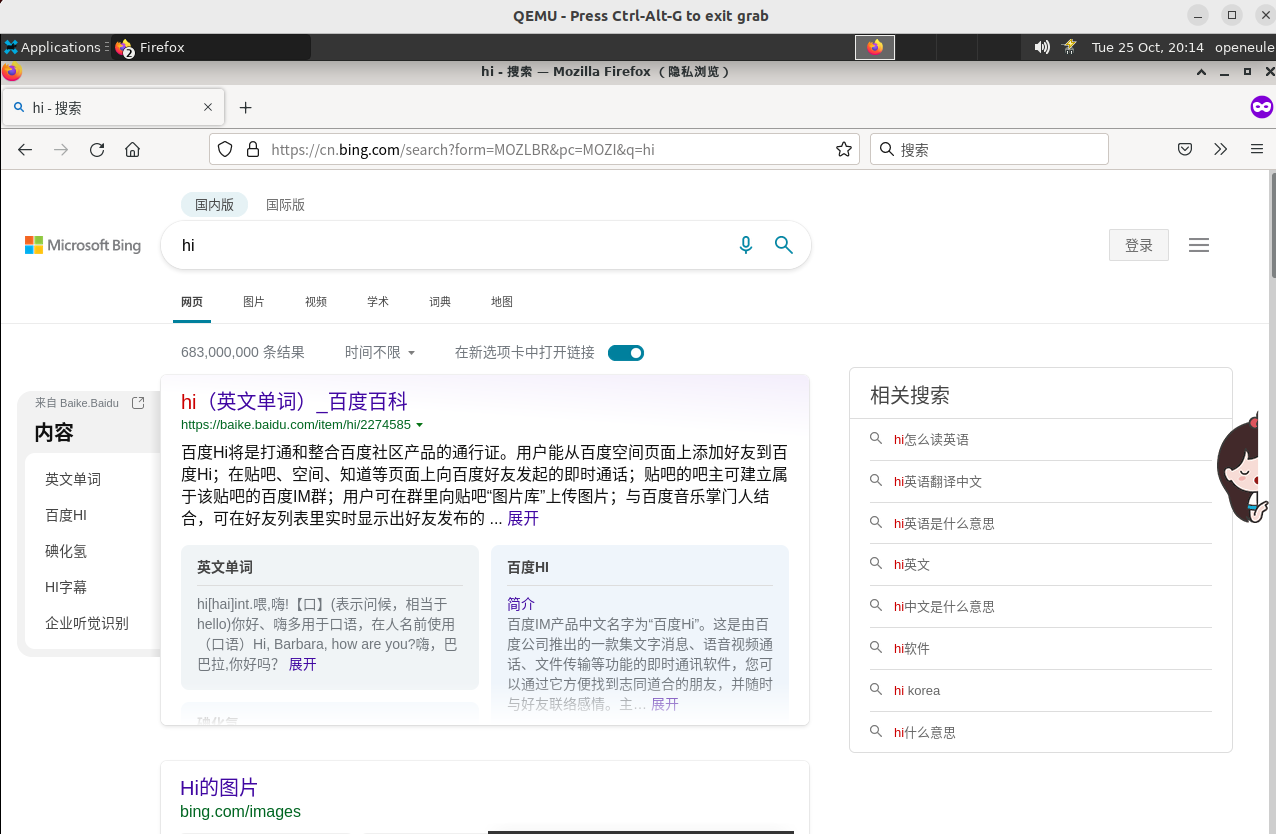 QEMU - Press Ctrl-Alt-G to exit grab
Applications
2 Firefox
Tue 25 Oct, 20:14 openeule
hi - 搜索 — Mozilla Firefox （隐私浏览）
hi - 搜索
https://cn.bing.com/search?form=MOZLBR&pc=MOZI&q=hi
搜索
国内版 国际版
Microsoft Bing
hi
登录
网页 图片 视频 学术 词典 地图
683,000,000 条结果 时间不限 在新选项卡中打开链接
来自 Baike.Baidu
内容
英文单词
百度HI
碘化氢
HI字幕
企业听觉识别
hi（英文单词）_百度百科
https://baike.baidu.com/item/hi/2274585
百度Hi将是打通和整合百度社区产品的通行证。用户能从百度空间页面上添加好友到百
度Hi；在贴吧、空间、知道等页面上向百度好友发起的即时通话；贴吧的吧主可建立属
于该贴吧的百度IM群；用户可在群里向贴吧“图片库”上传图片；与百度音乐掌门人结
合，可在好友列表里实时显示出好友发布的 ... 展开
英文单词
hi[hai]int.喂,嗨!【口】(表示问候，相当于
hello)你好、嗨多用于口语，在人名前使用
（口语）Hi, Barbara, how are you?嗨，巴
巴拉,你好吗？ 展开
碘化氢
百度HI
简介
百度IM产品中文名字为“百度Hi”。这是由百
度公司推出的一款集文字消息、语音视频通
话、文件传输等功能的即时通讯软件，您可
以通过它方便找到志同道合的朋友，并随时
与好友联络感情。主… 展开
Hi的图片
bing.com/images
相关搜索
hi怎么读英语
hi英语翻译中文
hi英语是什么意思
hi英文
hi中文是什么意思
hi软件
hi korea
hi什么意思